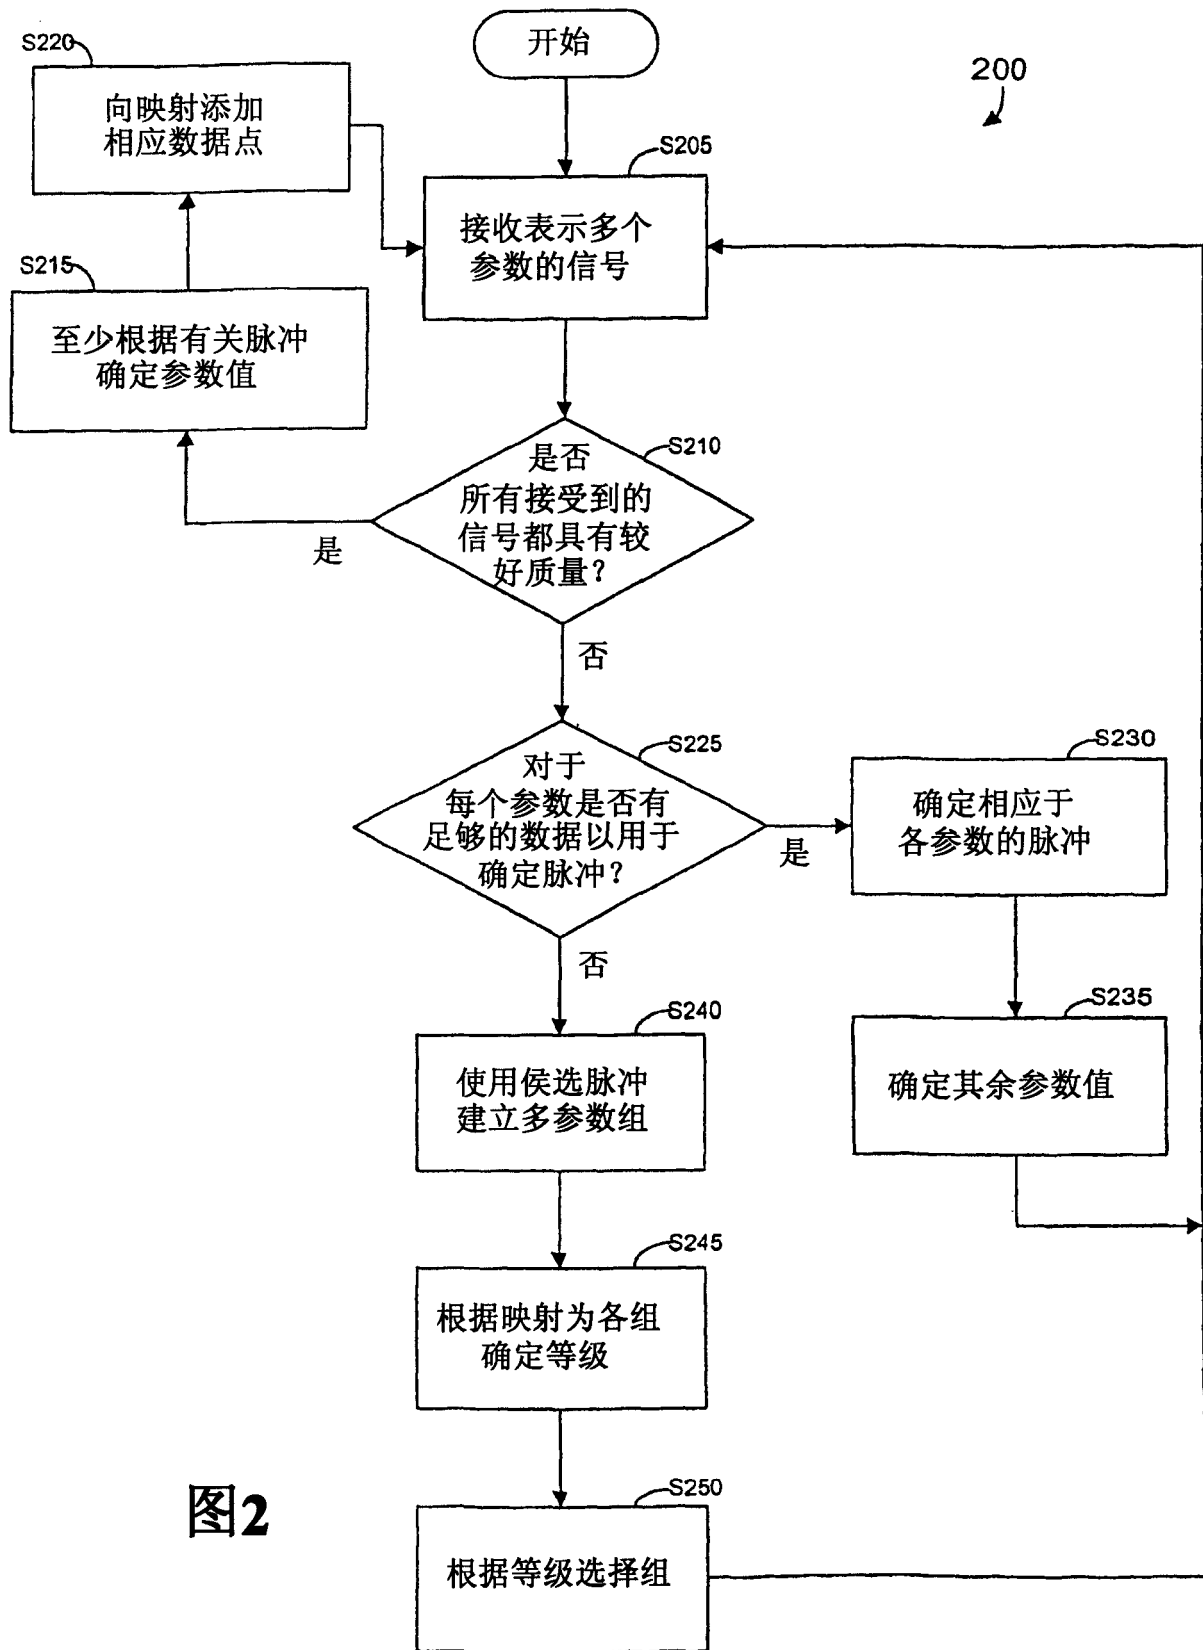 开始
200
S220
向映射添加
相应数据点
S205
接收表示多个
参数的信号
S215
至少根据有关脉冲
确定参数值
S210
是否
所有接受到的
信号都具有较
好质量?
是
否
S225
对于
每个参数是否有
足够的数据以用于
确定脉冲?
是
否
S230
确定相应于
各参数的脉冲
S235
确定其余参数值
S240
使用侯选脉冲
建立多参数组
S245
根据映射为各组
确定等级
S250
根据等级选择组
图2